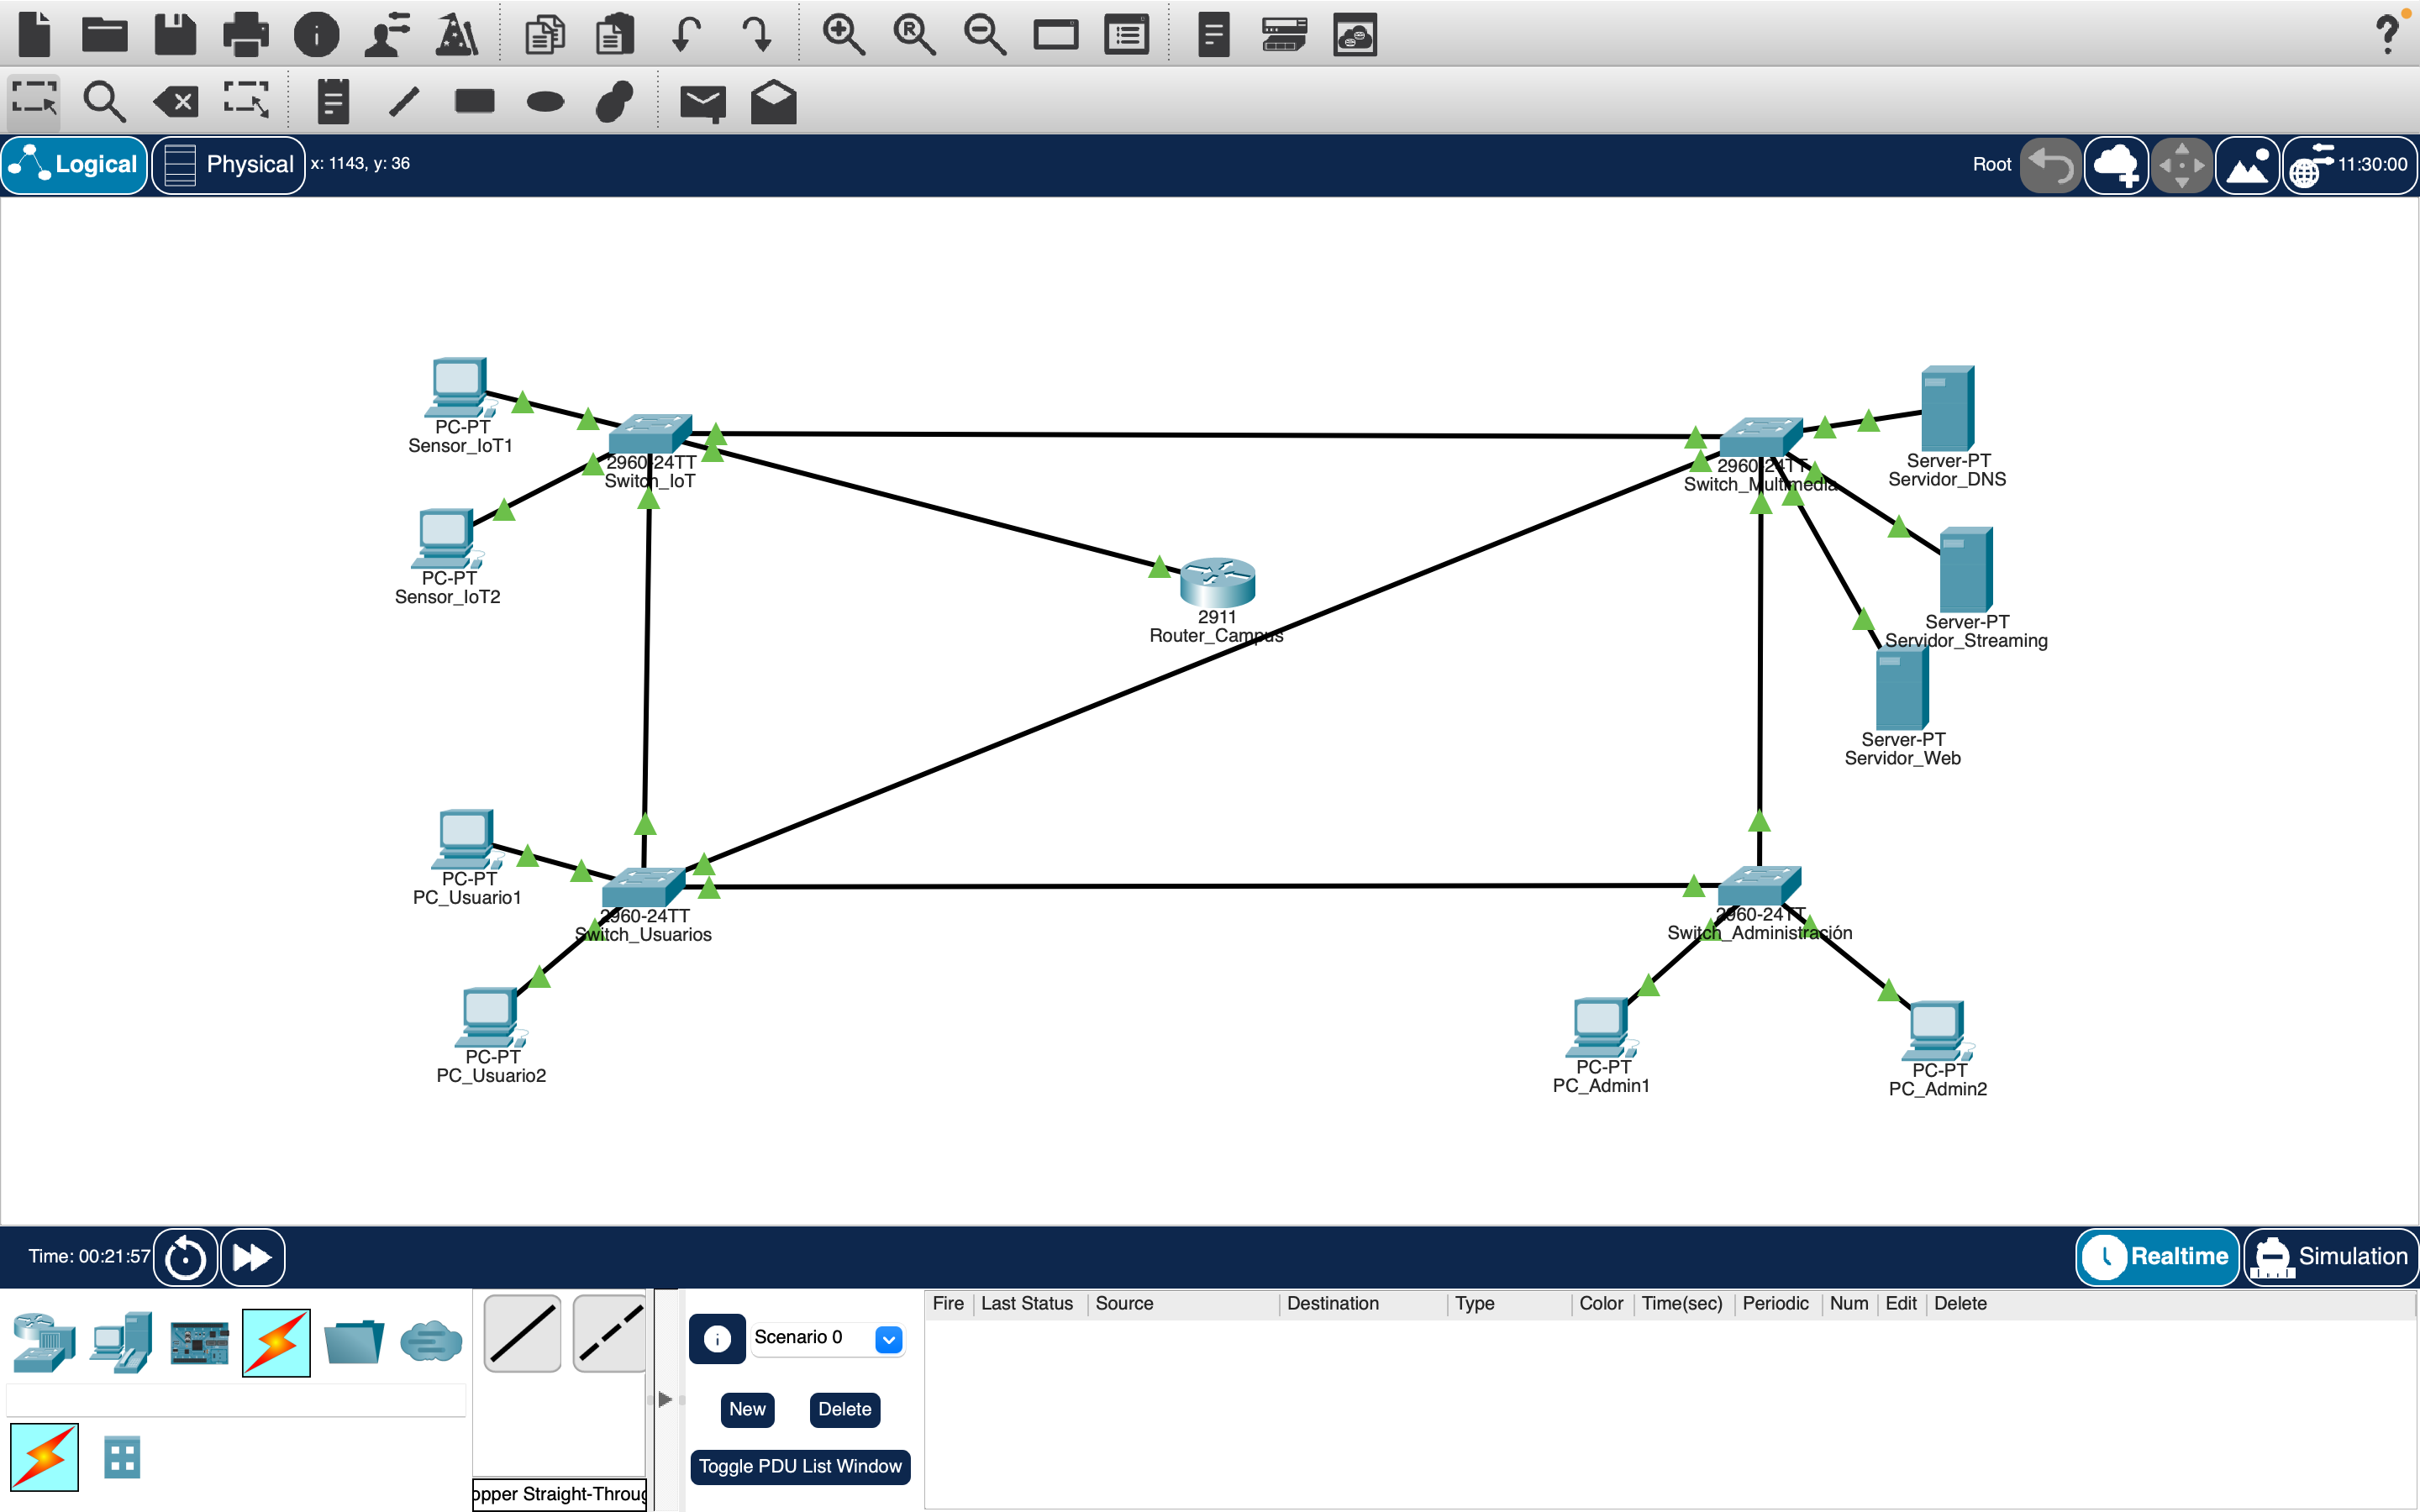 Logical
Physical
x: 1143, y: 36
Root
11:30:00
PC-PT
Sensor_IoT1
2960-24TT
Switch_IoT
2960-24TT
Switch_Multimedia
Server-PT
Servidor_DNS
PC-PT
Sensor_IoT2
2911
Router_Campus
Server-PT
Servidor_Streaming
Server-PT
Servidor_Web
PC-PT
PC_Usuario1
2960-24TT
Switch_Usuarios
2960-24TT
Switch_Administración
PC-PT
PC_Usuario2
PC-PT
PC_Admin1
PC-PT
PC_Admin2
Time: 00:21:57
Realtime
Simulation
Fire Last Status Source Destination Type Color Time(sec) Periodic Num Edit Delete
Scenario 0
New
Delete
Toggle PDU List Window
opper Straight-Throug